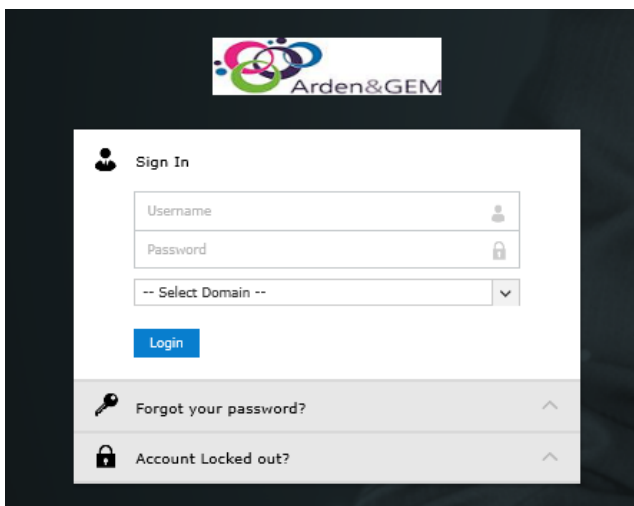 Arden&GEM
Sign In
Username
Password
-- Select Domain --
Login
Forgot your password?
Account Locked out?